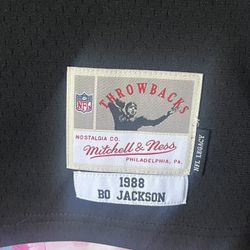 THROWBACKS
NFL
NOSTALGIA CO.
Mitchell & Ness
PHILADELPHIA, PA.
NFL LEGACY
1988
BO JACKSON